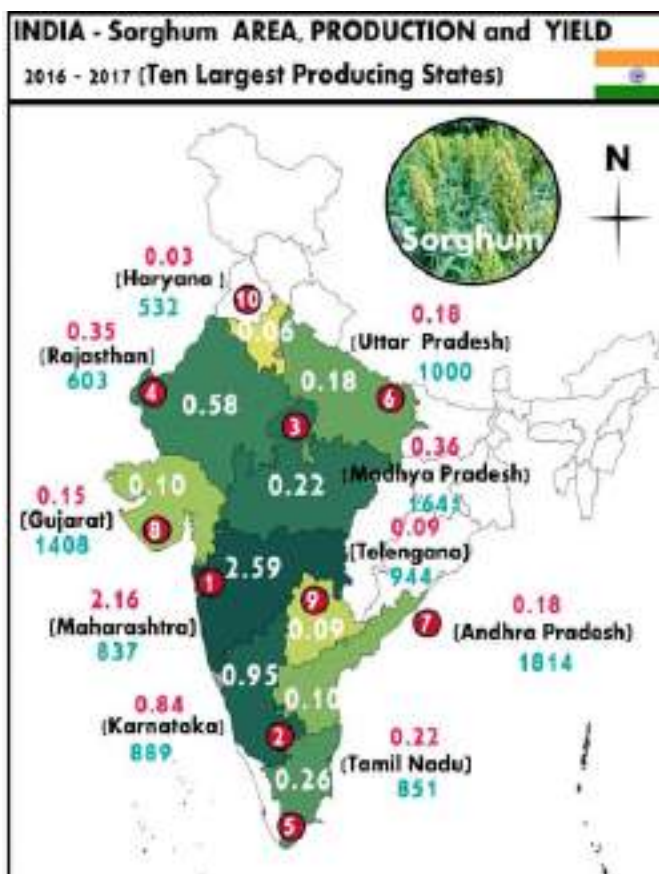 INDIA - Sorghum AREA, PRODUCTION and YIELD
2016 - 2017 (Ten Largest Producing States)
N
Sorghum
0.03
(Haryana)
532
10
0.06
0.18
(Uttar Pradesh)
1000
0.35
(Rajasthan)
603
4
0.58
0.18
6
3
0.36
(Madhya Pradesh)
1641
0.22
0.10
0.15
(Gujarat)
1408
8
0.09
(Telengana)
944
1
2.59
9
0.09
2.16
(Maharashtra)
837
7
0.18
(Andhra Pradesh)
1814
0.95
0.10
0.84
(Karnataka)
889
2
0.22
(Tamil Nadu)
851
0.26
5